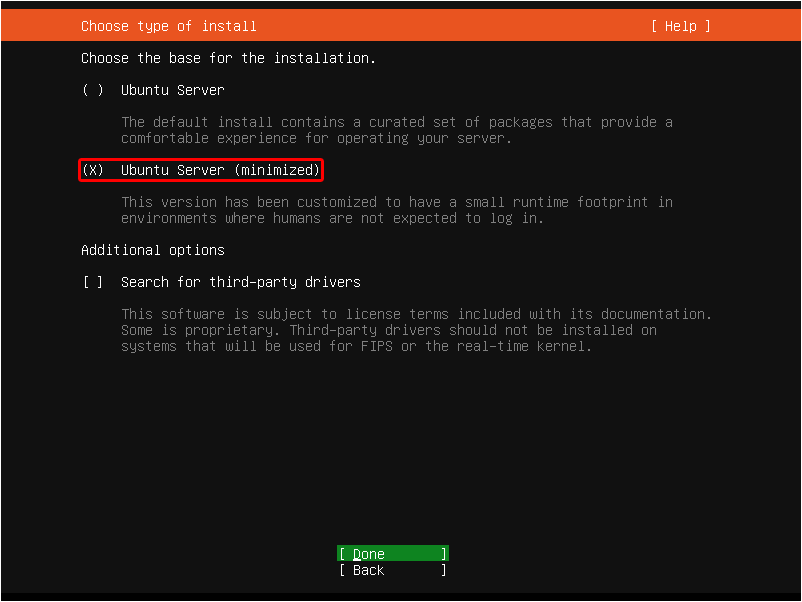 Choose type of install [ Help ]
Choose the base for the installation.
( ) Ubuntu Server
The default install contains a curated set of packages that provide a
comfortable experience for operating your server.
(X) Ubuntu Server (minimized)
This version has been customized to have a small runtime footprint in
environments where humans are not expected to log in.
Additional options
[ ] Search for third-party drivers
This software is subject to license terms included with its documentation.
Some is proprietary. Third-party drivers should not be installed on
systems that will be used for FIPS or the real-time kernel.
[ Done ]
[ Back ]